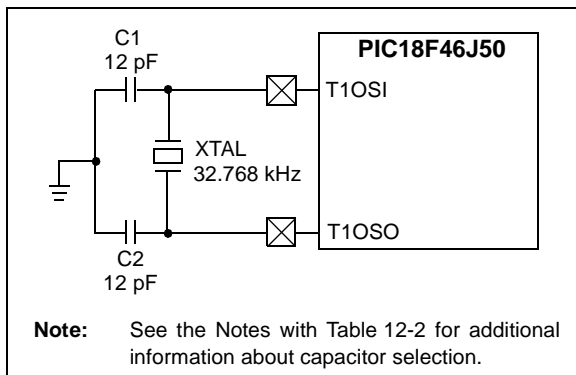 C1
12 pF
PIC18F46J50
T1OSI
XTAL
32.768 kHz
T1OSO
C2
12 pF
Note: See the Notes with Table 12-2 for additional
information about capacitor selection.